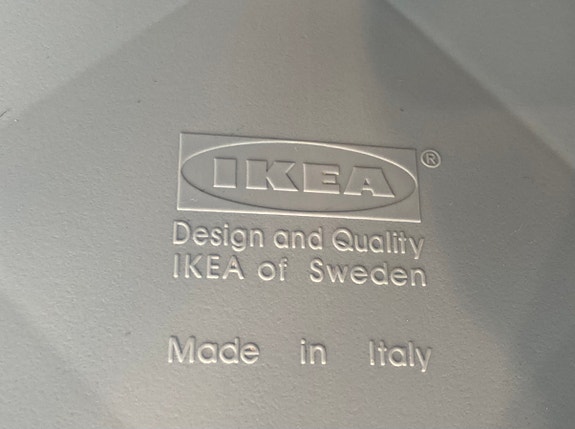 IKEA®
Design and Quality
IKEA of Sweden
Made in Italy